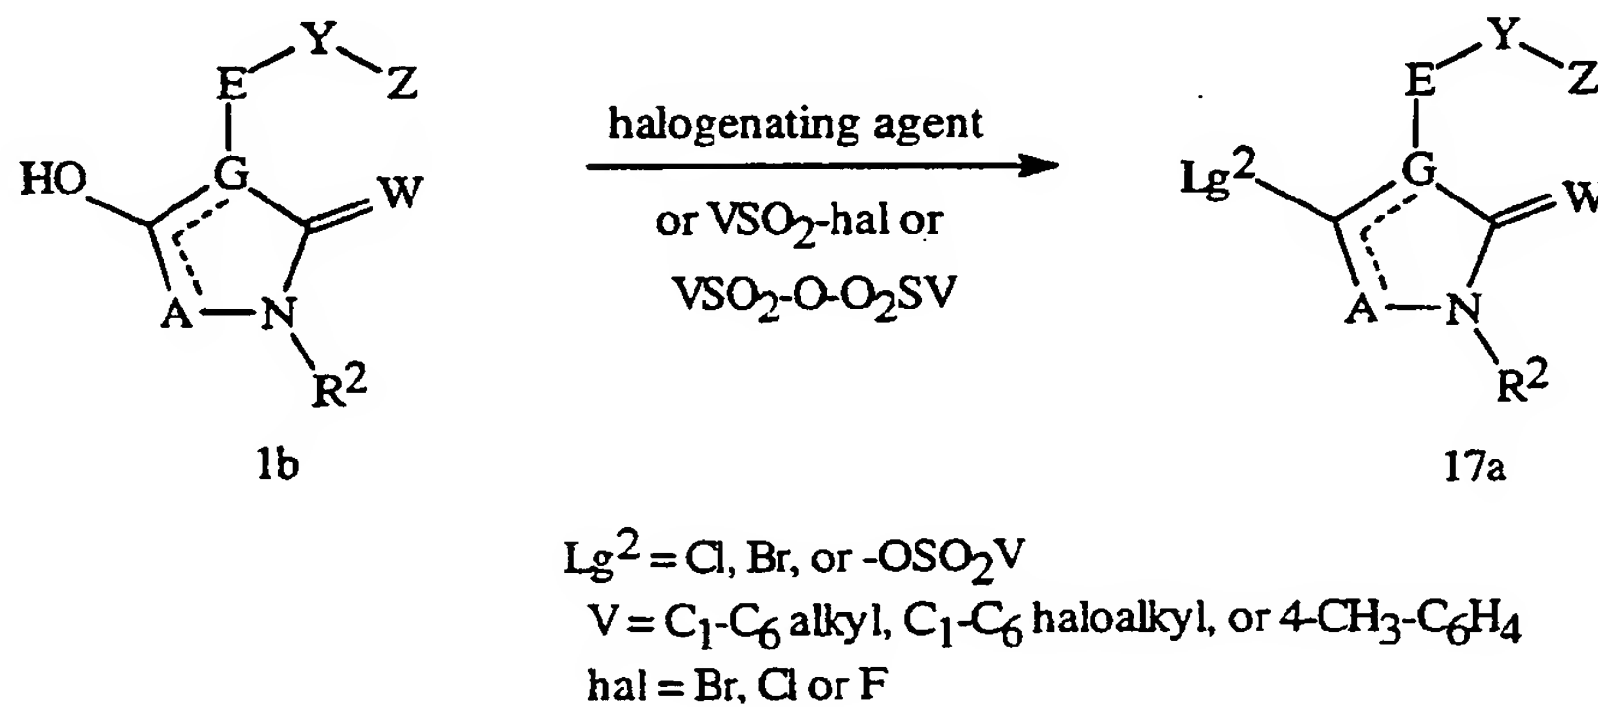 Y
E Z
HO G W
A N
R²
1b
halogenating agent
or VSO₂-hal or
VSO₂-O-O₂SV
Y
E Z
Lg² G W
A N
R²
17a
Lg² = Cl, Br, or -OSO₂V
V = C₁-C₆ alkyl, C₁-C₆ haloalkyl, or 4-CH₃-C₆H₄
hal = Br, Cl or F